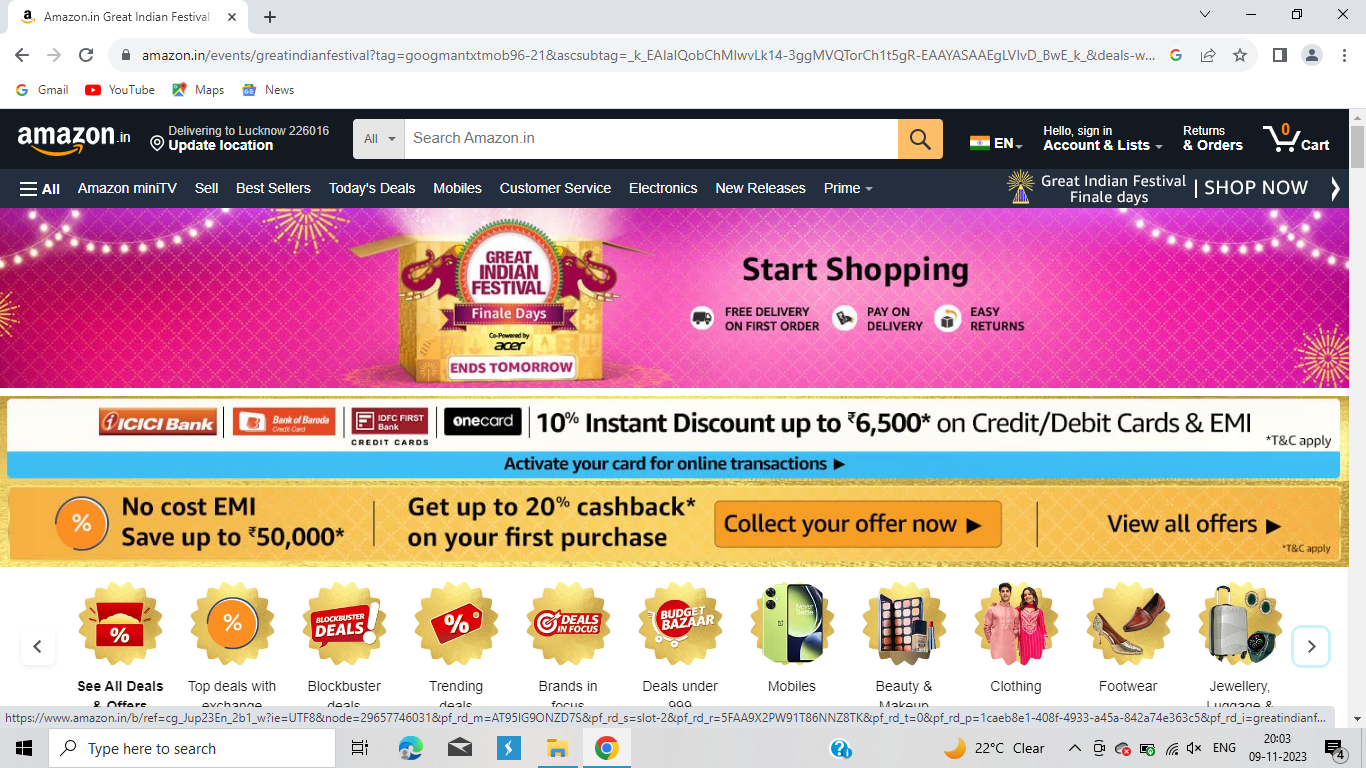 Amazon.in Great Indian Festival
amazon.in/events/greatindianfestival?tag=googmantxtmob96-21&ascsubtag=_k_EAIaIQobChMIwvLk14-3ggMVQTorCh1t5gR-EAAYASAAEgLVIvD_BwE_k_&deals-w...
Gmail YouTube Maps News
amazon.in
Delivering to Lucknow 226016
Update location
All
Search Amazon.in
EN
Hello, sign in
Account & Lists
Returns
& Orders
0
Cart
All Amazon miniTV Sell Best Sellers Today's Deals Mobiles Customer Service Electronics New Releases Prime
Great Indian Festival
Finale days
SHOP NOW
GREAT
INDIAN
FESTIVAL
Finale Days
Co-Powered by
acer
ENDS TOMORROW
Start Shopping
FREE DELIVERY
ON FIRST ORDER
PAY ON
DELIVERY
EASY
RETURNS
ICICI Bank
Bank of Baroda
Credit Card
IDFC FIRST
Bank
CREDIT CARDS
onecard
10% Instant Discount up to ₹6,500* on Credit/Debit Cards & EMI
*T&C apply
Activate your card for online transactions ►
%
No cost EMI
Save up to ₹50,000*
Get up to 20% cashback*
on your first purchase
Collect your offer now ►
View all offers ►
*T&C apply
%
%
BLOCKBUSTER
DEALS!
%
DEALS
IN FOCUS
BUDGET
BAZAAR
Never
Settle
See All Deals
& Offers
Top deals with
exchange
Blockbuster
deals
Trending
deals
Brands in
focus
Deals under
999
Mobiles
Beauty &
Makeup
Clothing
Footwear
Jewellery,
Luggage &
https://www.amazon.in/b/ref=cg_Jup23En_2b1_w?ie=UTF8&node=29657746031&pf_rd_m=AT95IG9ONZD7S&pf_rd_s=slot-2&pf_rd_r=5FAA9X2PW91T86NNZ8TK&pf_rd_t=0&pf_rd_p=1caeb8e1-408f-4933-a45a-842a74e363c5&pf_rd_i=greatindianf...
Type here to search
22°C Clear
ENG
20:03
09-11-2023
4